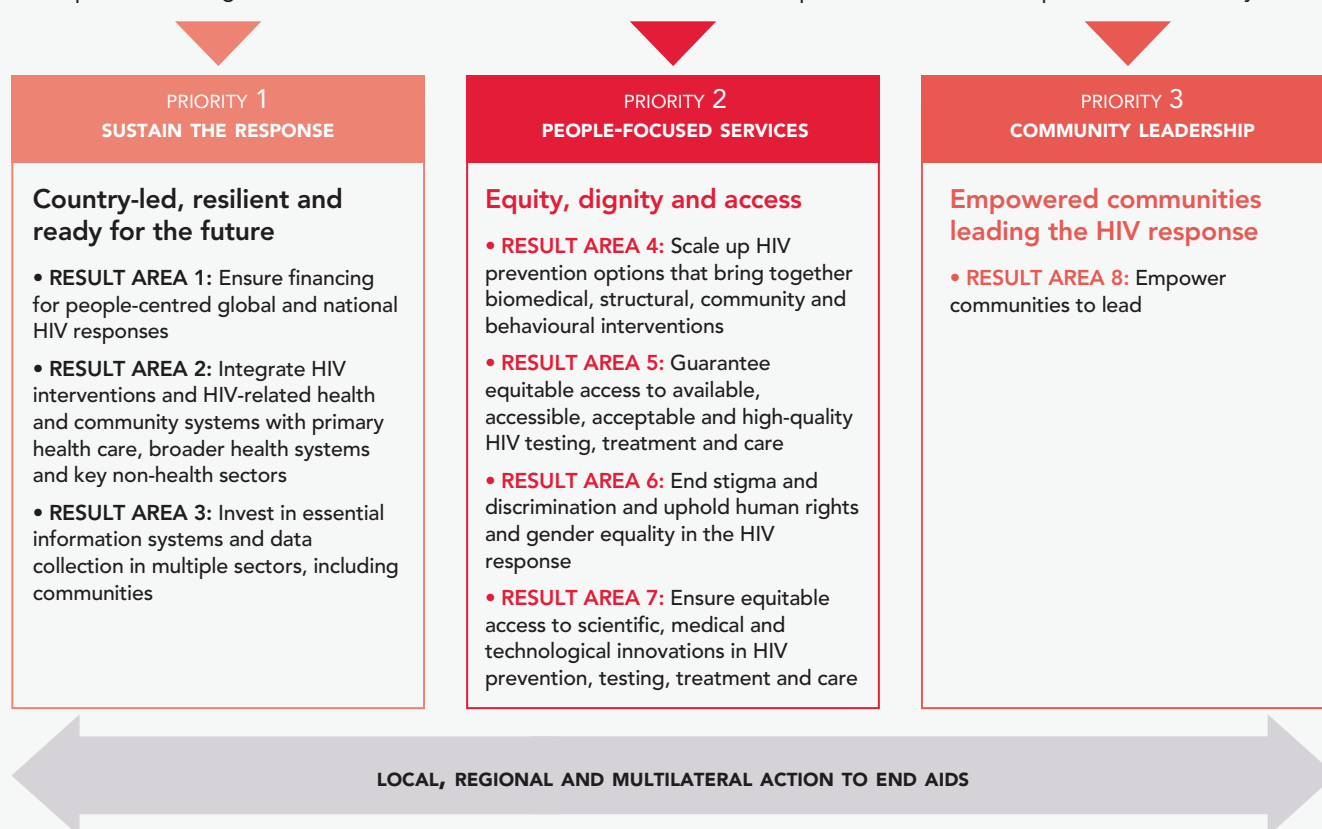 PRIORITY 1
SUSTAIN THE RESPONSE
Country-led, resilient and
ready for the future
• RESULT AREA 1: Ensure financing
for people-centred global and national
HIV responses
• RESULT AREA 2: Integrate HIV
interventions and HIV-related health
and community systems with primary
health care, broader health systems
and key non-health sectors
• RESULT AREA 3: Invest in essential
information systems and data
collection in multiple sectors, including
communities
PRIORITY 2
PEOPLE-FOCUSED SERVICES
Equity, dignity and access
• RESULT AREA 4: Scale up HIV
prevention options that bring together
biomedical, structural, community and
behavioural interventions
• RESULT AREA 5: Guarantee
equitable access to available,
accessible, acceptable and high-quality
HIV testing, treatment and care
• RESULT AREA 6: End stigma and
discrimination and uphold human rights
and gender equality in the HIV
response
• RESULT AREA 7: Ensure equitable
access to scientific, medical and
technological innovations in HIV
prevention, testing, treatment and care
PRIORITY 3
COMMUNITY LEADERSHIP
Empowered communities
leading the HIV response
• RESULT AREA 8: Empower
communities to lead
LOCAL, REGIONAL AND MULTILATERAL ACTION TO END AIDS